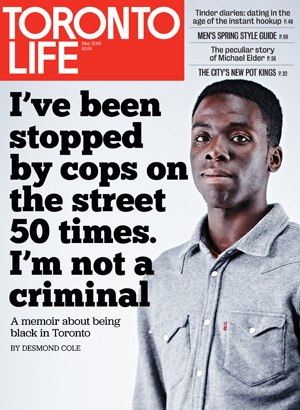 TORONTO
LIFE
May 2015
Tinder diaries: dating in the
age of the instant hookup P.48
MEN'S SPRING STYLE GUIDE P.69
The peculiar story
of Michael Elder P.56
THE CITY'S NEW POT KINGS P.32
I've been
stopped
by cops on
the street
50 times.
I'm not a
criminal
A memoir about being
black in Toronto
BY DESMOND COLE